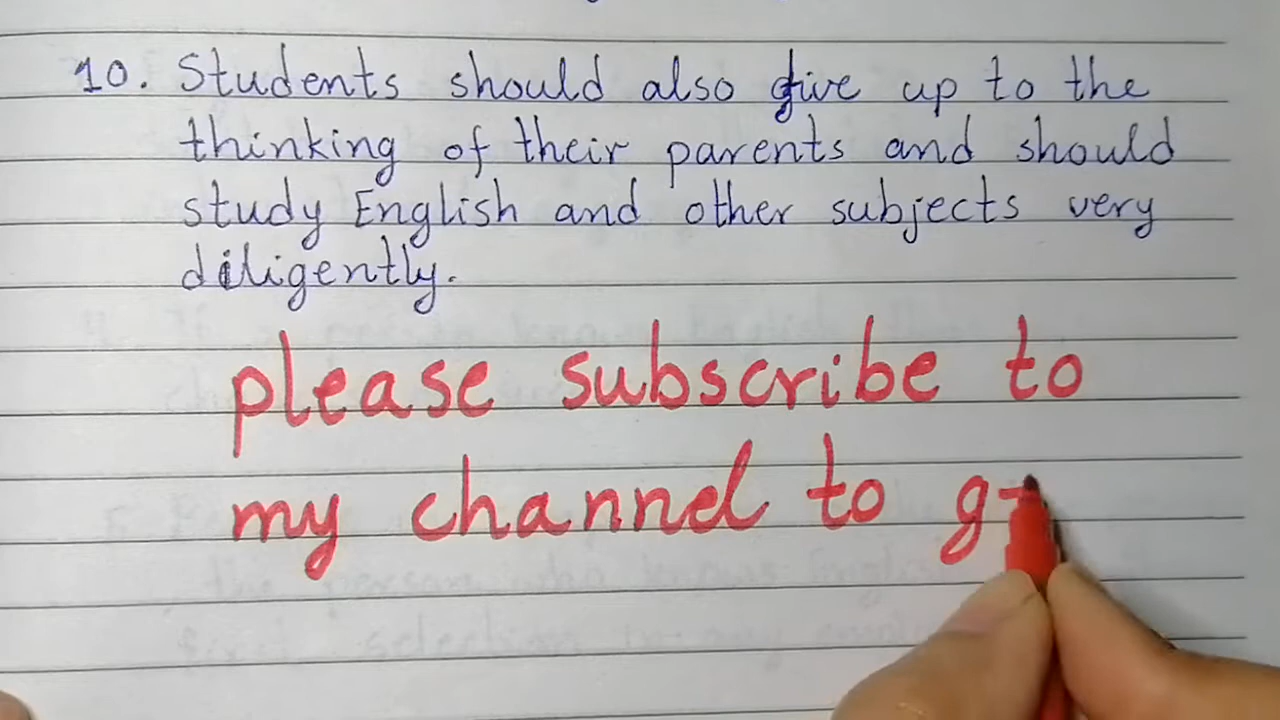 10. Students should also give up to the
thinking of their parents and should
study English and other subjects very
diligently.
please subscribe to
my channel to g